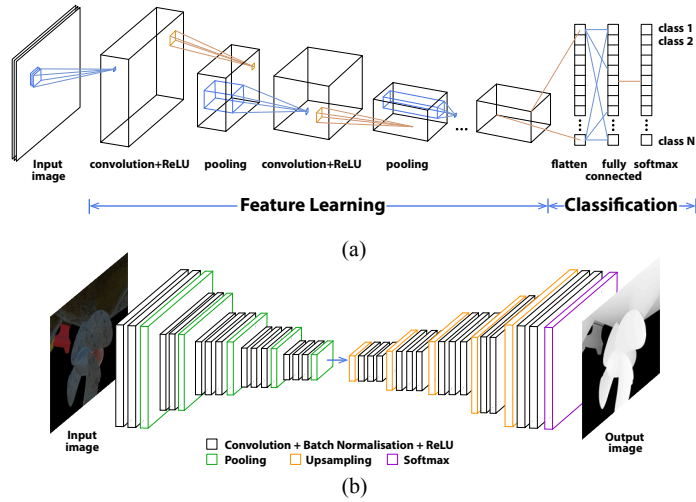 class 1
class 2
class N
Input
image
convolution+ReLU
pooling
convolution+ReLU
pooling
...
flatten
fully
connected
softmax
Feature Learning
Classification
(a)
Input
image
Output
image
Convolution + Batch Normalisation + ReLU
Pooling
Upsampling
Softmax
(b)